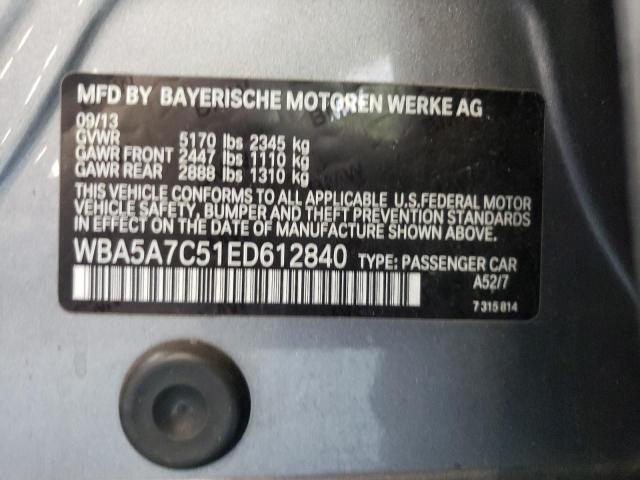 MFD BY BAYERISCHE MOTOREN WERKE AG
09/13
GVWR 5170 lbs 2345 kg
GAWR FRONT 2447 lbs 1110 kg
GAWR REAR 2888 lbs 1310 kg
THIS VEHICLE CONFORMS TO ALL APPLICABLE U.S.FEDERAL MOTOR
VEHICLE SAFETY, BUMPER, AND THEFT PREVENTION STANDARDS
IN EFFECT ON THE DATE OF MANUFACTURE SHOWN ABOVE.
WBA5A7C51ED612840 TYPE: PASSENGER CAR
A52/7
7 315 814